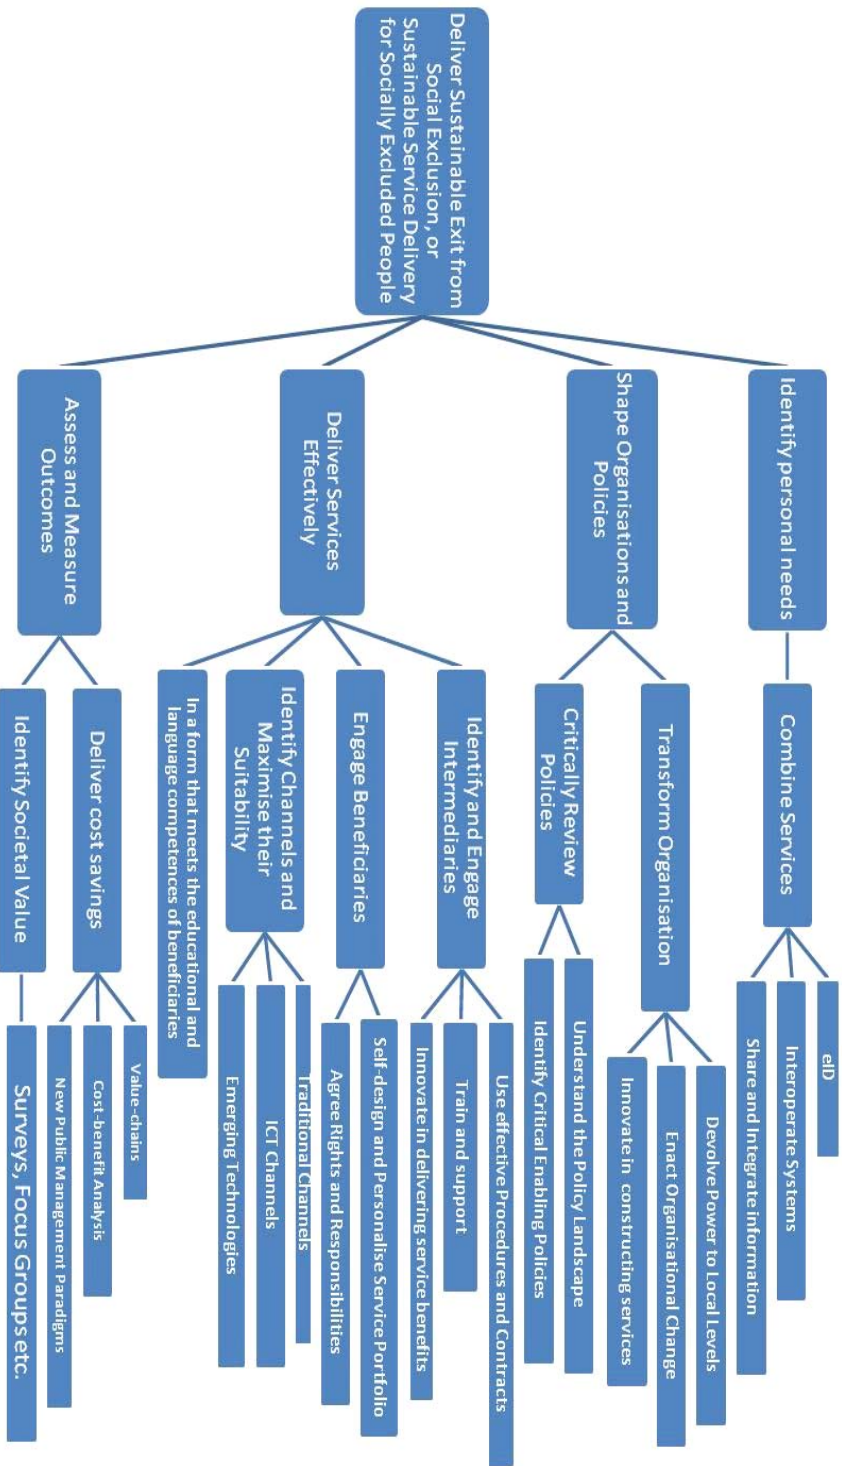 Deliver Sustainable Exit from
Social Exclusion, or
Sustainable Service Delivery
for Socially Excluded People
Identify personal needs
Combine Services
eID
Interoperate Systems
Share and Integrate information
Shape Organisations and
Policies
Transform Organisation
Devolve Power to Local Levels
Enact Organisational Change
Innovate in constructing services
Critically Review
Policies
Understand the Policy Landscape
Identify Critical Enabling Policies
Deliver Services
Effectively
Identify and Engage
Intermediaries
Use effective Procedures and Contracts
Train and support
Innovate in delivering service benefits
Engage Beneficiaries
Self-design and Personalise Service Portfolio
Agree Rights and Responsibilities
Identify Channels and
Maximise their
Suitability
Traditional Channels
ICT Channels
Emerging Technologies
In a form that meets the educational and
language competences of beneficiaries
Assess and Measure
Outcomes
Deliver cost savings
Value-chains
Cost-benefit Analysis
New Public Management Paradigms
Identify Societal Value
Surveys, Focus Groups etc.